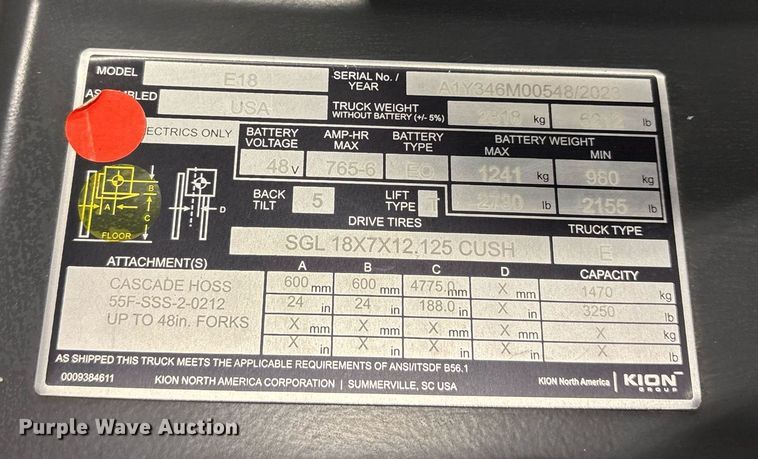 MODEL E18 SERIAL No. / YEAR A1Y346M00548/2023
ASSEMBLED USA TRUCK WEIGHT WITHOUT BATTERY (+/- 5%) kg lb
ELECTRICS ONLY BATTERY VOLTAGE 48 V AMP-HR MAX 765-6 BATTERY TYPE EO BATTERY WEIGHT
MAX 1241 kg MIN 960 kg
lb 2155 lb
BACK TILT 5 LIFT TYPE
A B C D
FLOOR
DRIVE TIRES
SGL 18X7X12.125 CUSH
TRUCK TYPE
E
ATTACHMENT(S) A B C D CAPACITY
CASCADE HOSS 600 mm 600 mm 4775.0 mm X mm 1470 kg
55F-SSS-2-0212 24 in 24 in 188.0 in X in 3250 lb
UP TO 48in. FORKS X mm X mm X mm X mm X kg
X in X in X in X in X lb
AS SHIPPED THIS TRUCK MEETS THE APPLICABLE REQUIREMENTS OF ANSI/ITSDF B56.1
0009384611 KION NORTH AMERICA CORPORATION | SUMMERVILLE, SC USA KION North America | KION GROUP
Purple Wave Auction